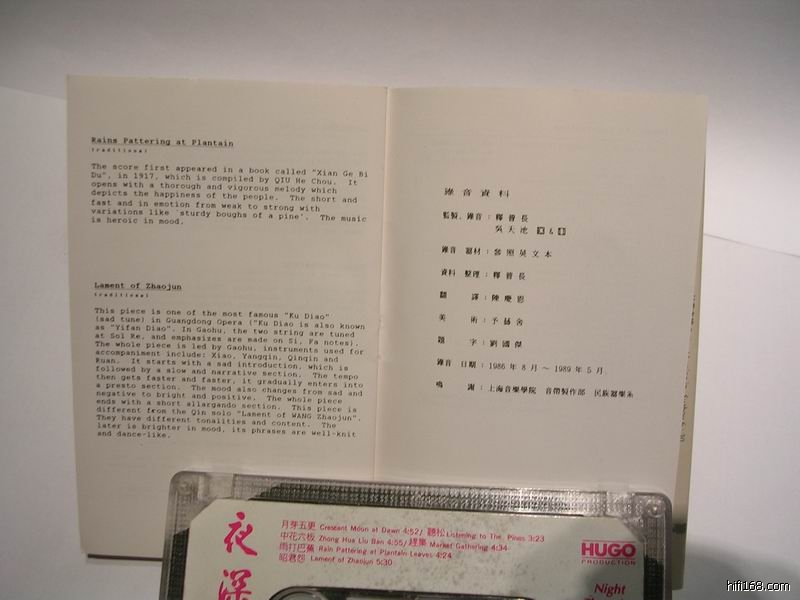 Rains Pattering at Plantain
traditional
The score first appeared in a book called "Xian Ge Bi
Du", in 1917, which is compiled by QIU He Chou. It
opens with a thorough and vigorous melody which
depicts the happiness of the people. The short and
fast and in emotion from weak to strong with
variations like 'sturdy boughs of a pine'. The music
is heroic in mood.
Lament of Zhaojun
traditional
This piece is one of the most famous "Ku Diao"
(sad tune) in Guangdong Opera ("Ku Diao is also known
as "Yifan Diao". In Gaohu, the two string are tuned
at Sol Re, and emphasizes are made on Si, Fa notes).
The whole piece is led by Gaohu, instruments used for
accompaniment include: Xiao, Yangqin, Qinqin and
Ruan. It starts with a sad introduction, which is
followed by a slow and narrative section. The tempo
then gets faster and faster, it gradually enters into
a presto section. The mood also changes from sad and
negative to bright and positive. The whole piece
ends with a short allargando section. This piece is
different from the Qin solo "Lament of WANG Zhaojun".
They have different tonalities and content. The
later is brighter in mood, its phrases are well-knit
and dance-like.
錄音資料
監製、錄音：釋普長
吳天池
錄音 器材：參照英文本
資料 整理：釋普長
翻 譯：陳慶恩
美 術：予揚舍
題 字：劉國傑
錄音 日期：1986年8月～1989年5月
鳴 謝：上海音樂學院 音帶製作部 民族器樂系
夜深
月芽五更 Crescent Moon at Dawn 4:52/ 聽松 Listening to The Pines 3:23
中花六板 Zhong Hua Liu Ban 4:55/ 趕集 Market Gathering 4:34
雨打巴蕉 Rain Pattering at Plantain Leaves 4:24
昭君怨 Lament of Zhaojun 5:30
HUGO
PRODUCTION
Night
hifi168.com